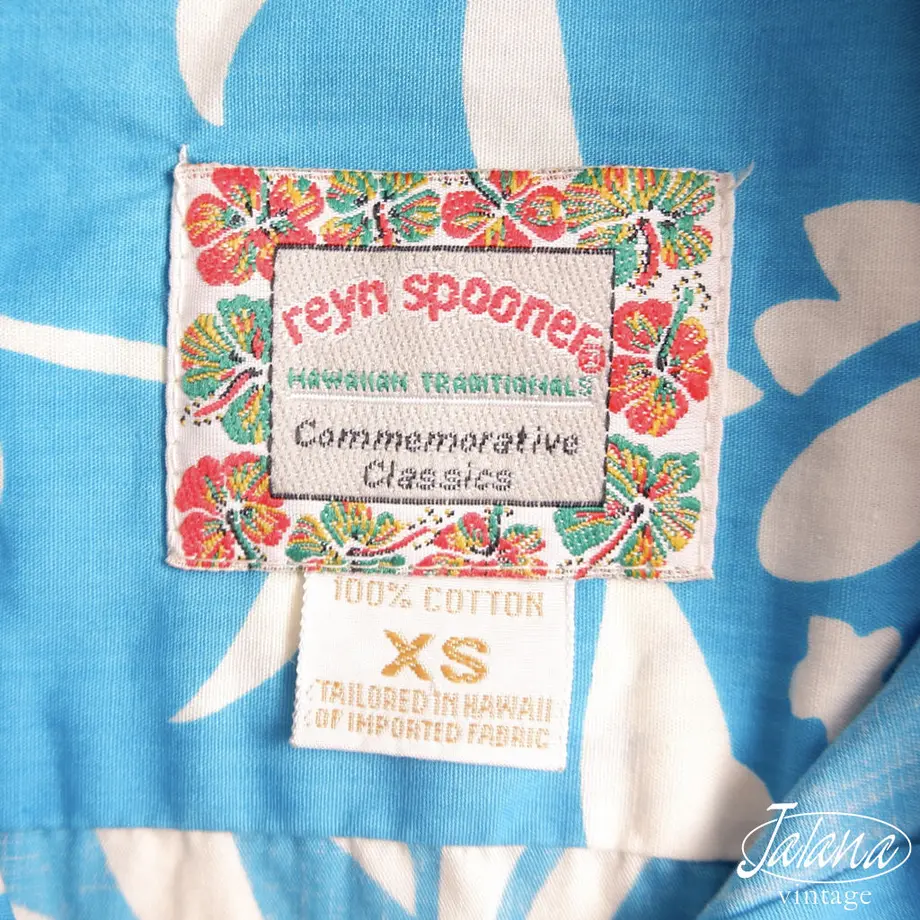 reyn spooner®
HAWAIIAN TRADITIONALS
Commemorative
Classics
100% COTTON
XS
TAILORED IN HAWAII
OF IMPORTED FABRIC
Jalana
vintage